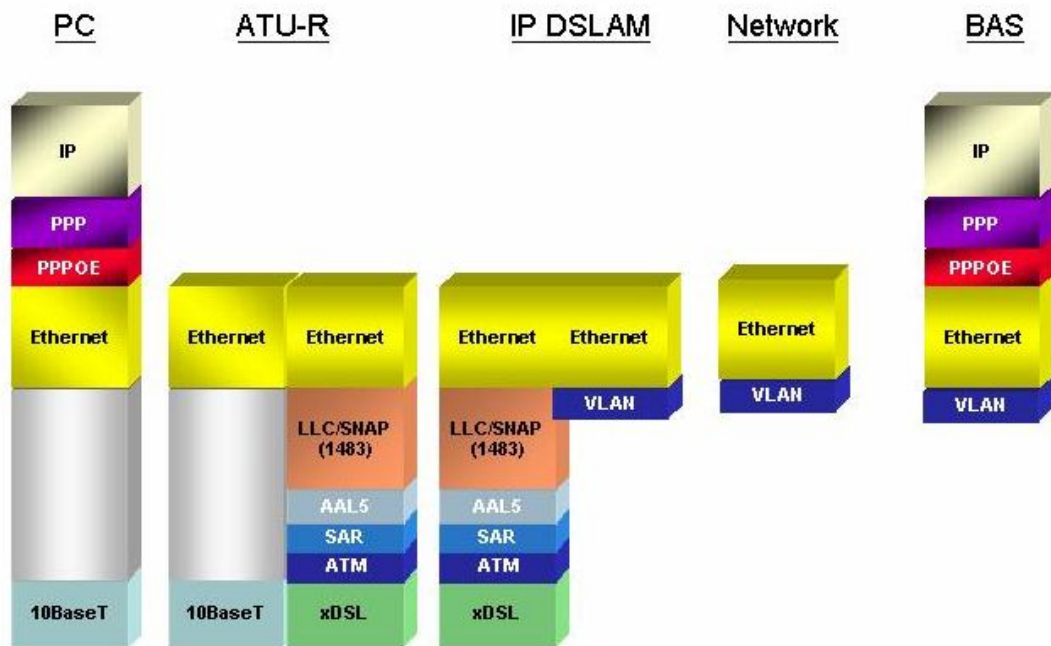 PC
ATU-R
IP DSLAM
Network
BAS
IP
PPP
PPPOE
Ethernet
10BaseT
Ethernet
10BaseT
Ethernet
LLC/SNAP
(1483)
AAL5
SAR
ATM
xDSL
Ethernet
LLC/SNAP
(1483)
AAL5
SAR
ATM
xDSL
Ethernet
VLAN
Ethernet
VLAN
IP
PPP
PPPOE
Ethernet
VLAN